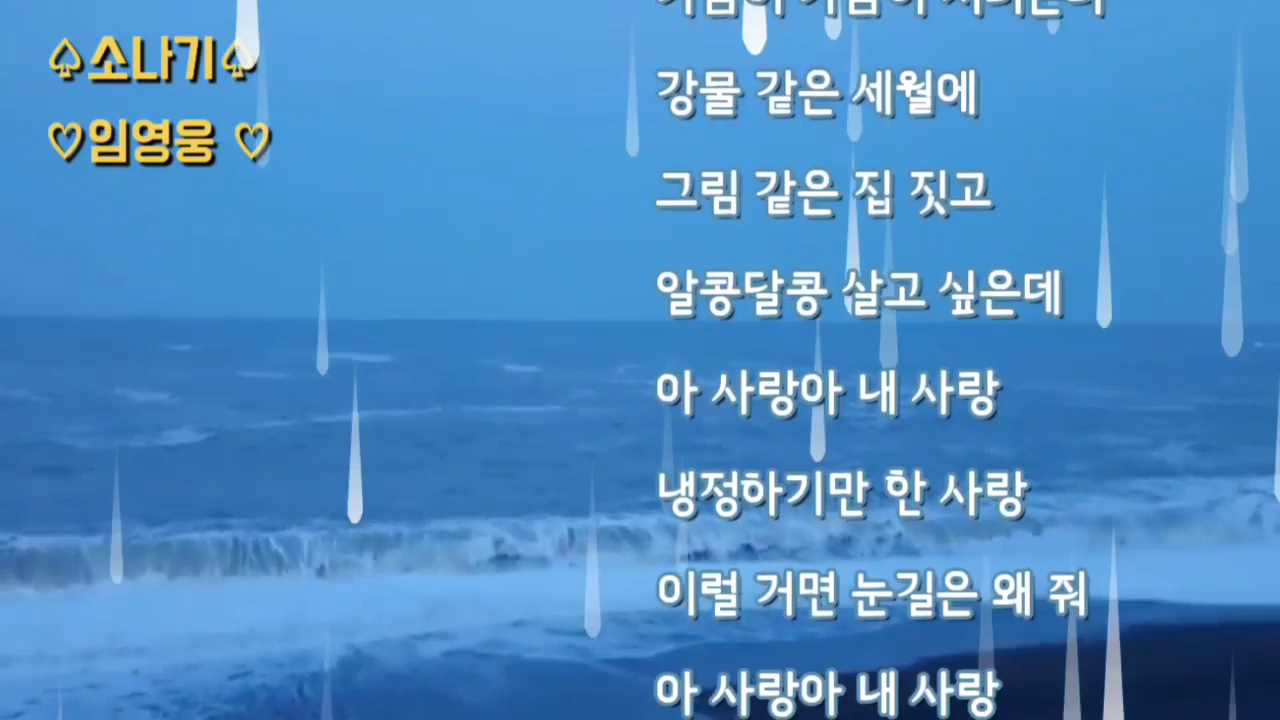 ♤소나기♤
♡임영웅 ♡
강물 같은 세월에
그림 같은 집 짓고
알콩달콩 살고 싶은데
아 사랑아 내 사랑
냉정하기만 한 사랑
이럴 거면 눈길은 왜 줘
아 사랑아 내 사랑